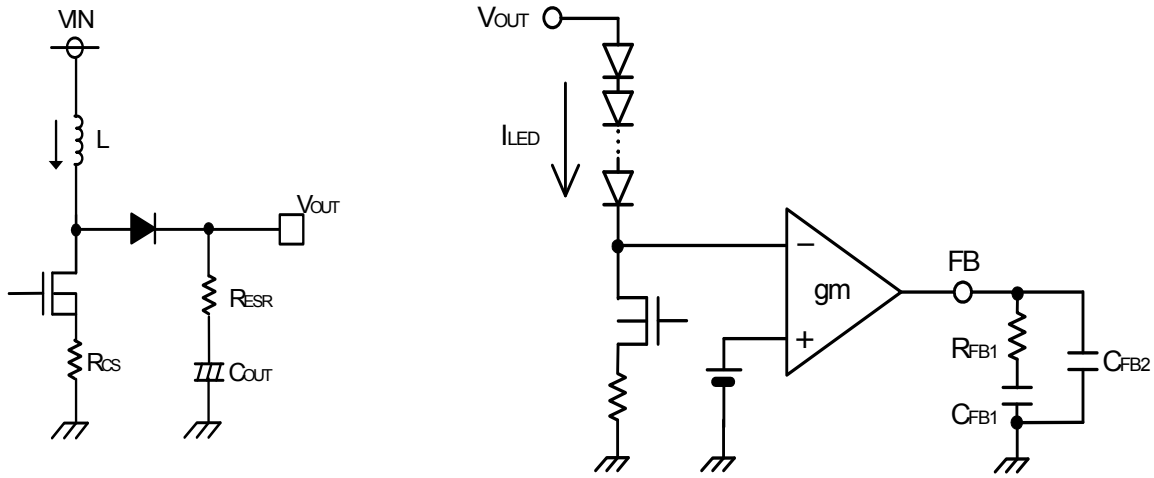 VIN
L
VOUT
RESR
RCS
COUT
VOUT
ILED
−
gm
+
FB
RFB1
CFB2
CFB1